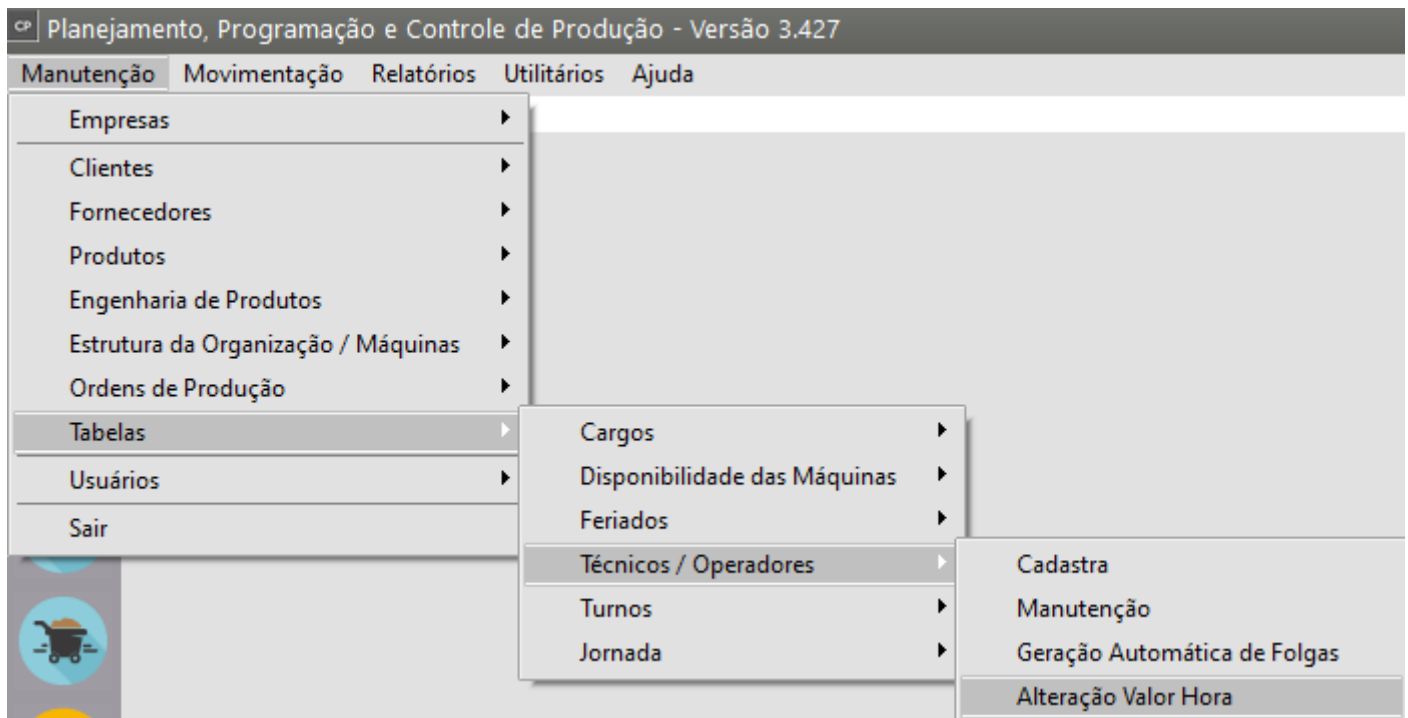 CP Planejamento, Programação e Controle de Produção - Versão 3.427
Manutenção Movimentação Relatórios Utilitários Ajuda
Empresas
Clientes
Fornecedores
Produtos
Engenharia de Produtos
Estrutura da Organização / Máquinas
Ordens de Produção
Tabelas
Usuários
Sair
Cargos
Disponibilidade das Máquinas
Feriados
Técnicos / Operadores
Turnos
Jornada
Cadastra
Manutenção
Geração Automática de Folgas
Alteração Valor Hora